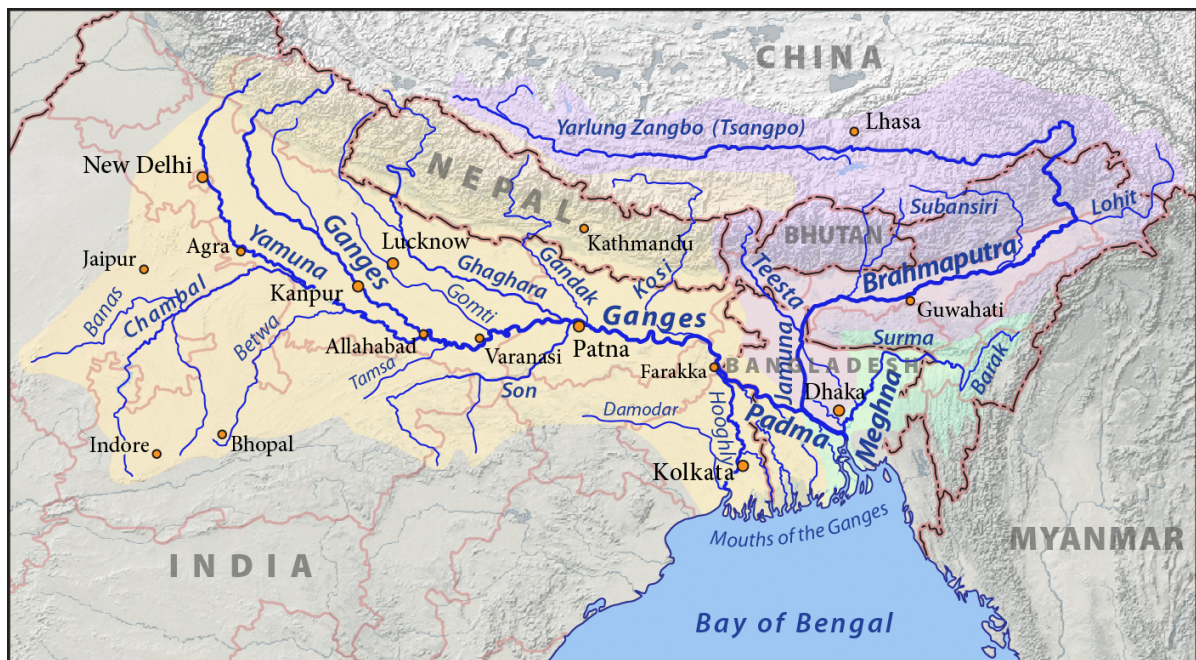 CHINA
Yarlung Zangbo (Tsangpo)
Lhasa
New Delhi
NEPAL
Subansiri
Lohit
Agra
Yamuna
Ganges
Lucknow
Kathmandu
BHUTAN
Jaipur
Ghaghara
Gandak
Kosi
Teesta
Brahmaputra
Banas
Chambal
Kanpur
Gomti
Ganges
Guwahati
Betwa
Allahabad
Varanasi
Patna
Jamuna
Surma
Tamsa
Son
Farakka
BANGLADESH
Barak
Damodar
Hooghly
Padma
Dhaka
Meghna
Indore
Bhopal
Kolkata
Mouths of the Ganges
INDIA
MYANMAR
Bay of Bengal